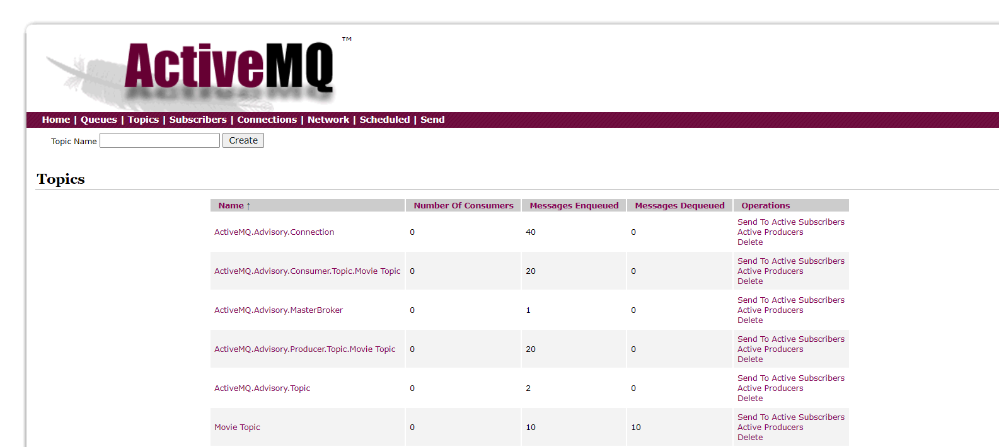 ActiveMQ ™
Home | Queues | Topics | Subscribers | Connections | Network | Scheduled | Send
Topic Name Create
Topics
Name ↑ Number Of Consumers Messages Enqueued Messages Dequeued Operations
ActiveMQ.Advisory.Connection 0 40 0 Send To Active Subscribers
Active Producers
Delete
ActiveMQ.Advisory.Consumer.Topic.Movie Topic 0 20 0 Send To Active Subscribers
Active Producers
Delete
ActiveMQ.Advisory.MasterBroker 0 1 0 Send To Active Subscribers
Active Producers
Delete
ActiveMQ.Advisory.Producer.Topic.Movie Topic 0 20 0 Send To Active Subscribers
Active Producers
Delete
ActiveMQ.Advisory.Topic 0 2 0 Send To Active Subscribers
Active Producers
Delete
Movie Topic 0 10 10 Send To Active Subscribers
Active Producers
Delete